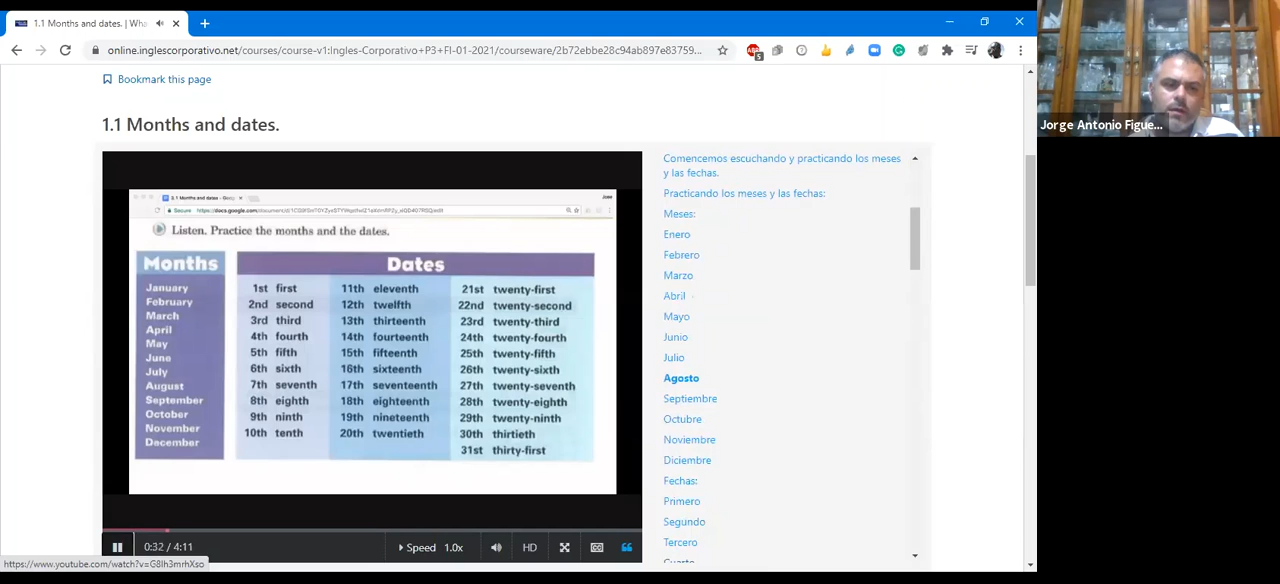 1.1 Months and dates. | Wha
online.inglescorporativo.net/courses/course-v1:Ingles-Corporativo+P3+FI-01-2021/courseware/2b72ebbe28c94ab897e83759...
Bookmark this page
1.1 Months and dates.
Listen. Practice the months and the dates.
Months
January
February
March
April
May
June
July
August
September
October
November
December
Dates
1st first
2nd second
3rd third
4th fourth
5th fifth
6th sixth
7th seventh
8th eighth
9th ninth
10th tenth
11th eleventh
12th twelfth
13th thirteenth
14th fourteenth
15th fifteenth
16th sixteenth
17th seventeenth
18th eighteenth
19th nineteenth
20th twentieth
21st twenty-first
22nd twenty-second
23rd twenty-third
24th twenty-fourth
25th twenty-fifth
26th twenty-sixth
27th twenty-seventh
28th twenty-eighth
29th twenty-ninth
30th thirtieth
31st thirty-first
0:32 / 4:11
Speed 1.0x
HD
Comencemos escuchando y practicando los meses
y las fechas.
Practicando los meses y las fechas:
Meses:
Enero
Febrero
Marzo
Abril
Mayo
Junio
Julio
Agosto
Septiembre
Octubre
Noviembre
Diciembre
Fechas:
Primero
Segundo
Tercero
Cuarto
https://www.youtube.com/watch?v=G8Ih3mrhXso
Jorge Antonio Figue...